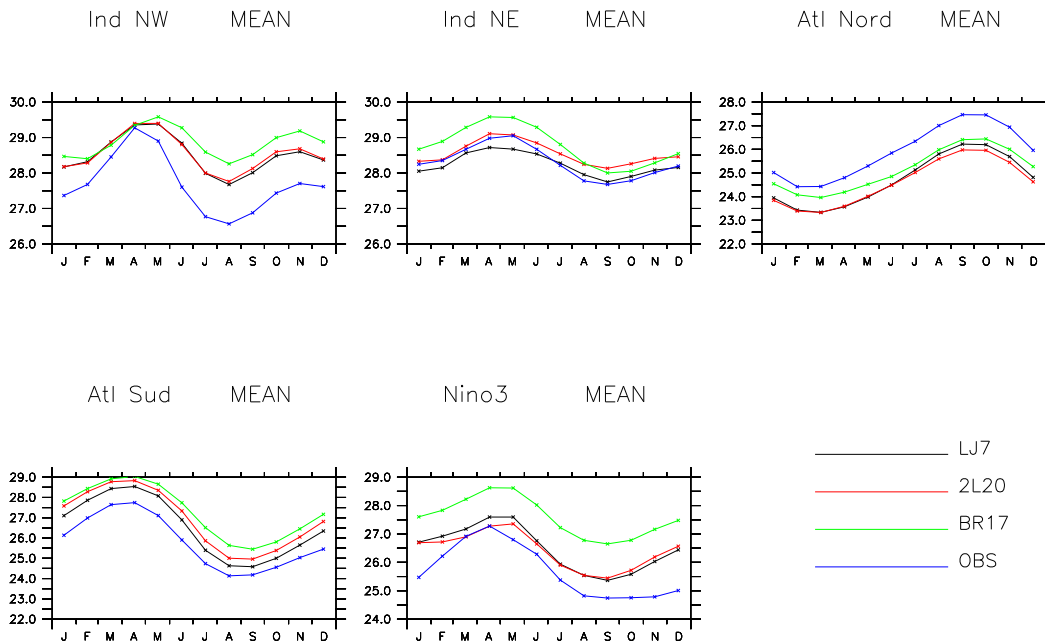 Ind NW MEAN
30.0
29.0
28.0
27.0
26.0
J F M A M J J A S O N D
Ind NE MEAN
30.0
29.0
28.0
27.0
26.0
J F M A M J J A S O N D
Atl Nord MEAN
28.0
27.0
26.0
25.0
24.0
23.0
22.0
J F M A M J J A S O N D
Atl Sud MEAN
29.0
28.0
27.0
26.0
25.0
24.0
23.0
22.0
J F M A M J J A S O N D
Nino3 MEAN
29.0
28.0
27.0
26.0
25.0
24.0
J F M A M J J A S O N D
LJ7
2L20
BR17
OBS